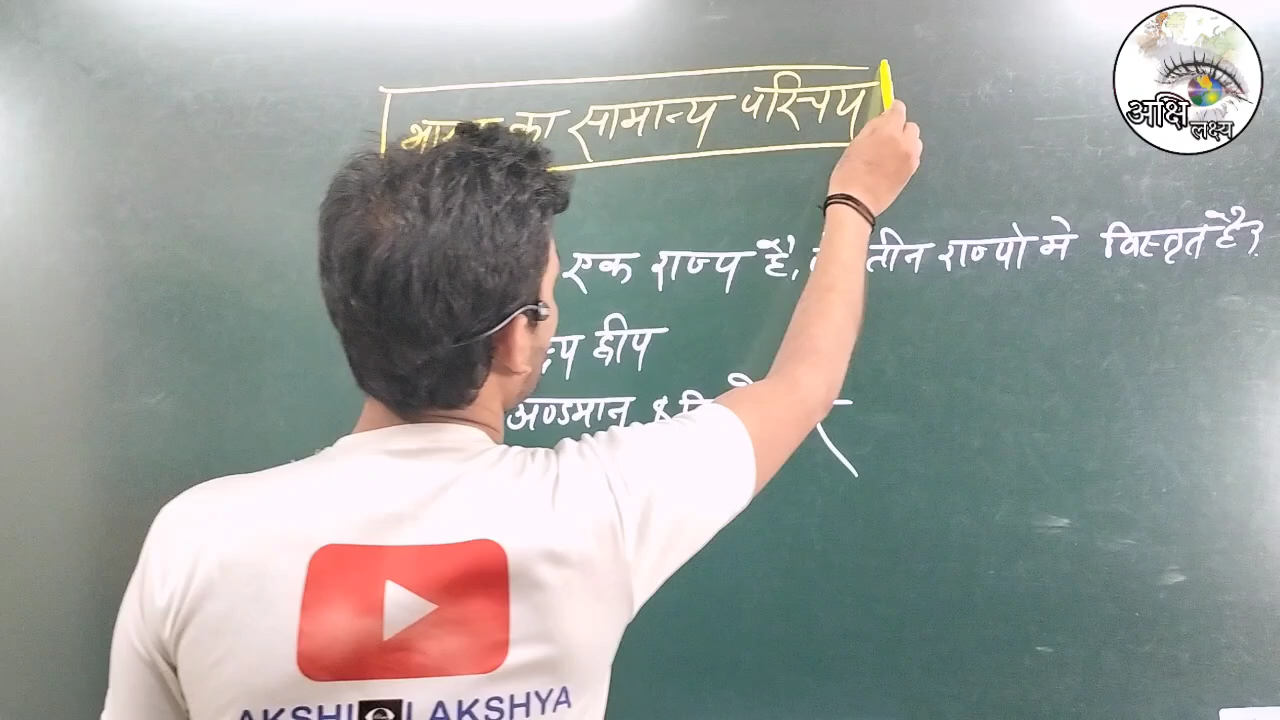 का सामान्य परिचय
अक्षि
लक्ष्य
एक राज्य है, तीन राज्यो मे विस्तृत है?
द्वीप
अण्डमान &
AKSHI LAKSHYA